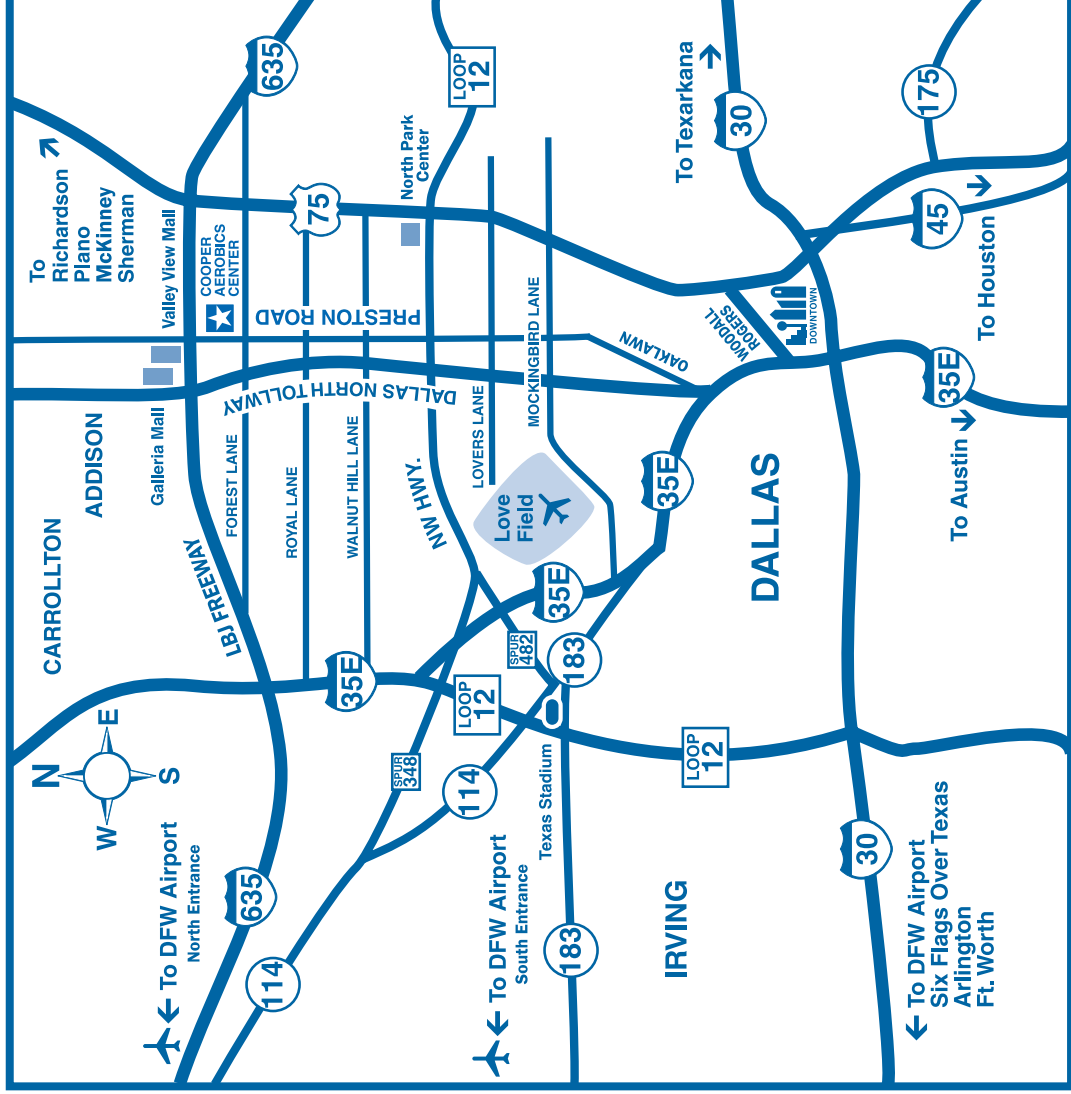 N
W
E
S
CARROLLTON
ADDISON
To
Richardson
Plano
McKinney
Sherman
To DFW Airport
North Entrance
635
LBJ FREEWAY
Galleria Mall
Valley View Mall
COOPER
AEROBICS
CENTER
635
114
FOREST LANE
ROYAL LANE
WALNUT HILL LANE
DALLAS NORTH TOLLWAY
PRESTON ROAD
75
35E
SPUR
348
NW HWY.
North Park
Center
LOOP
12
114
LOOP
12
LOVERS LANE
To DFW Airport
South Entrance
Texas Stadium
SPUR
482
Love
Field
MOCKINGBIRD LANE
183
183
35E
OAKLAWN
IRVING
LOOP
12
35E
WOODALL
ROGERS
To Texarkana
30
DALLAS
DOWNTOWN
30
175
45
To DFW Airport
Six Flags Over Texas
Arlington
Ft. Worth
To Austin
35E
To Houston